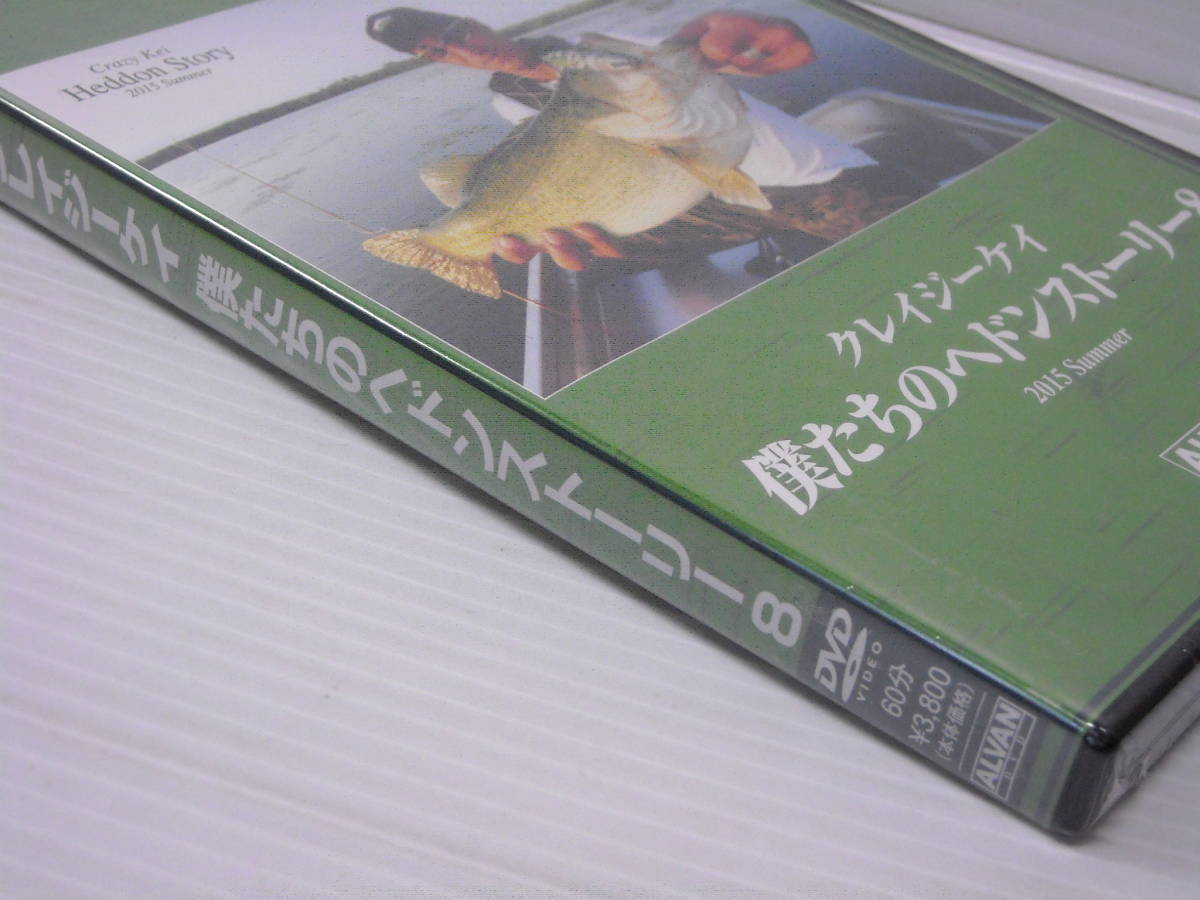 Crazy Kei
Heddon Story
2015 Summer
クレイジーケイ
僕たちのヘドンストーリー
2015 Summer
レイジーケイ 僕たちのヘドンストーリー 8
DVD
VIDEO
60分
¥3,800
(本体価格)
ALVAN